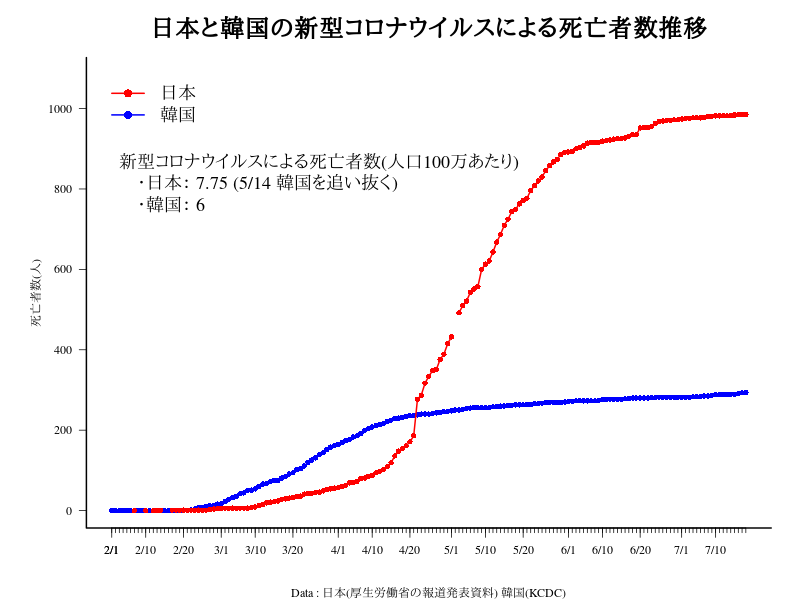 日本と韓国の新型コロナウイルスによる死亡者数推移
日本
韓国
新型コロナウイルスによる死亡者数(人口100万あたり)
・日本: 7.75 (5/14 韓国を追い抜く)
・韓国: 6
死亡者数(人)
1000
800
600
400
200
0
2/1 2/10 2/20 3/1 3/10 3/20 4/1 4/10 4/20 5/1 5/10 5/20 6/1 6/10 6/20 7/1 7/10
Data : 日本(厚生労働省の報道発表資料) 韓国(KCDC)